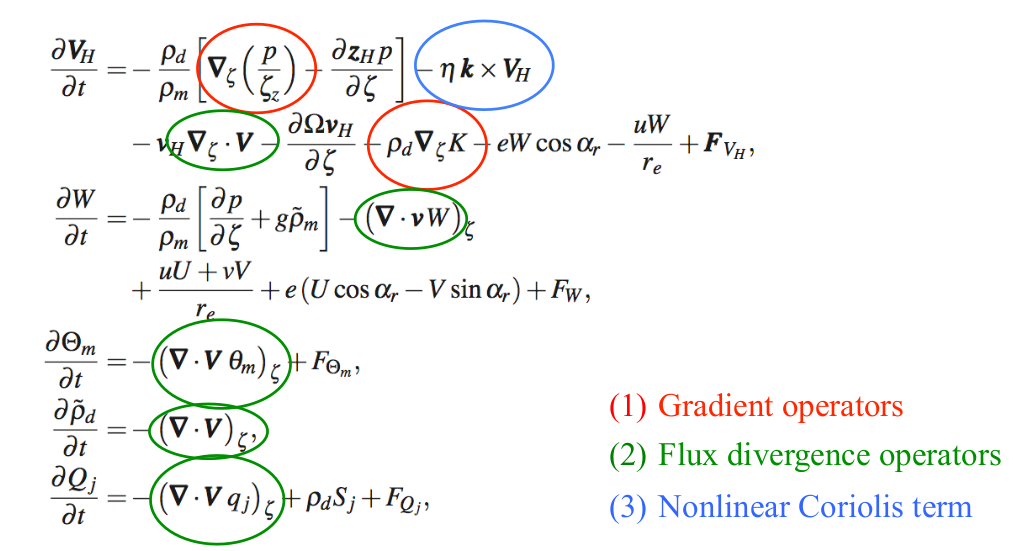 ∂V_H/∂t = − ρ_d/ρ_m [ ∇_ζ ( p/ζ_z ) − ∂z_H p/∂ζ ] − η k × V_H
− v_H ∇_ζ · V − ∂Ωv_H/∂ζ − ρ_d ∇_ζ K − eW cos α_r − uW/r_e + F_{V_H},
∂W/∂t = − ρ_d/ρ_m [ ∂p/∂ζ + gρ̃_m ] − (∇ · v W)_ζ
+ (uU + vV)/r_e + e (U cos α_r − V sin α_r) + F_W,
∂Θ_m/∂t = − (∇ · V θ_m)_ζ + F_{Θ_m},
∂ρ̃_d/∂t = − (∇ · V)_ζ,
∂Q_j/∂t = − (∇ · V q_j)_ζ + ρ_d S_j + F_{Q_j},
(1) Gradient operators
(2) Flux divergence operators
(3) Nonlinear Coriolis term